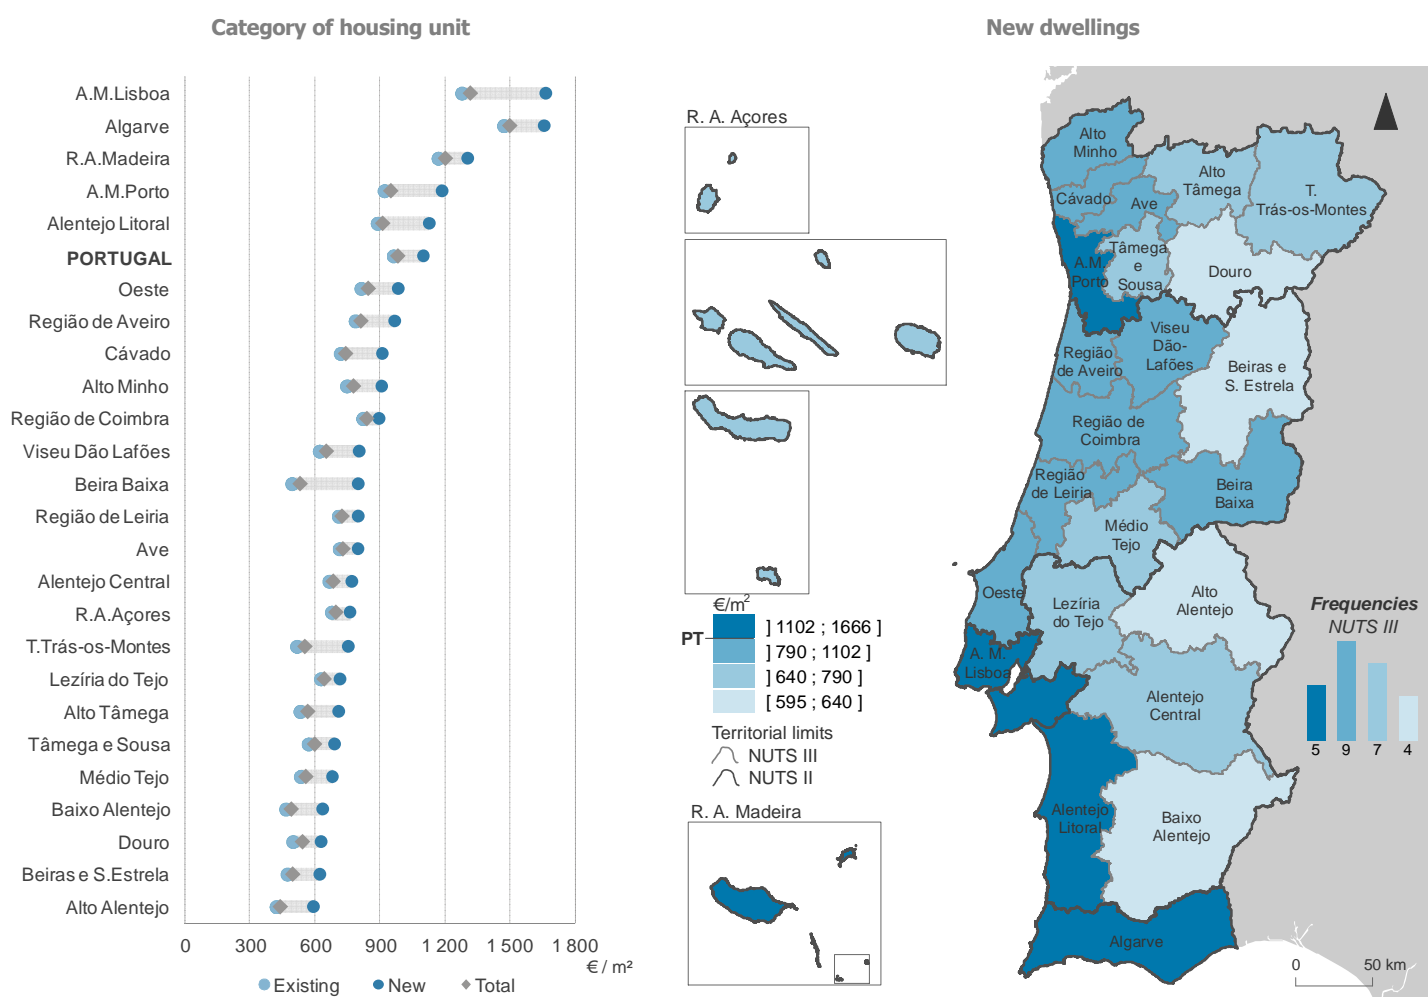 Category of housing unit
A.M.Lisboa
Algarve
R.A.Madeira
A.M.Porto
Alentejo Litoral
PORTUGAL
Oeste
Região de Aveiro
Cávado
Alto Minho
Região de Coimbra
Viseu Dão Lafões
Beira Baixa
Região de Leiria
Ave
Alentejo Central
R.A.Açores
T.Trás-os-Montes
Lezíria do Tejo
Alto Tâmega
Tâmega e Sousa
Médio Tejo
Baixo Alentejo
Douro
Beiras e S.Estrela
Alto Alentejo
0 300 600 900 1 200 1 500 1 800
€ / m²
Existing New Total
New dwellings
R. A. Açores
€/m²
PT
] 1102 ; 1666 ]
] 790 ; 1102 ]
] 640 ; 790 ]
[ 595 ; 640 ]
Territorial limits
NUTS III
NUTS II
R. A. Madeira
Alto
Minho
Cávado
Ave
Alto
Tâmega
T.
Trás-os-Montes
A.M.
Porto
Tâmega
e
Sousa
Douro
Viseu
Dão-
Lafões
Região
de Aveiro
Beiras e
S. Estrela
Região de
Coimbra
Região
de Leiria
Beira
Baixa
Médio
Tejo
Oeste
Lezíria
do Tejo
Alto
Alentejo
A. M.
Lisboa
Alentejo
Central
Alentejo
Litoral
Baixo
Alentejo
Algarve
Frequencies
NUTS III
5 9 7 4
0 50 km